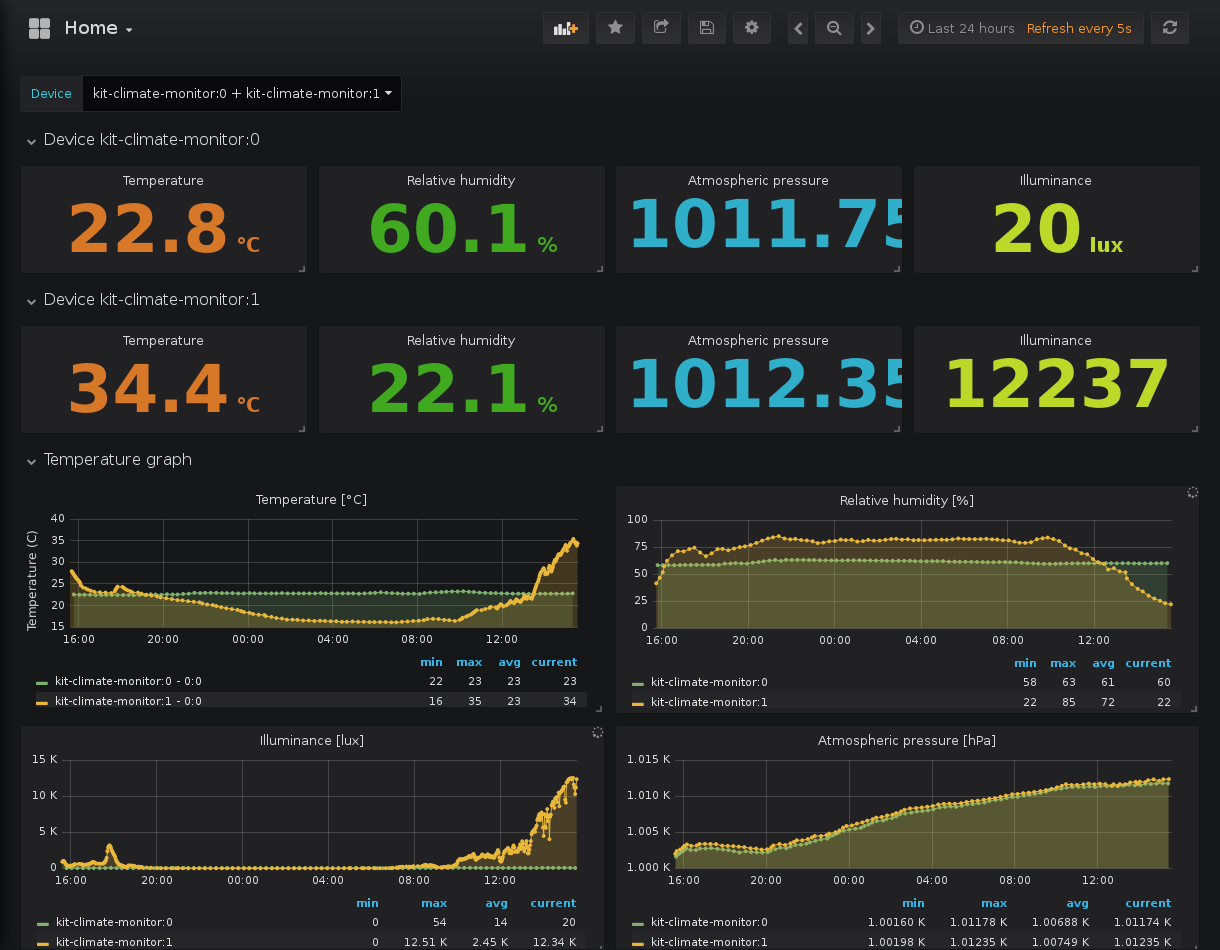 Home
Last 24 hours Refresh every 5s
Device kit-climate-monitor:0 + kit-climate-monitor:1
Device kit-climate-monitor:0
Temperature Relative humidity Atmospheric pressure Illuminance
22.8 °C 60.1 % 1011.75 20 lux
Device kit-climate-monitor:1
Temperature Relative humidity Atmospheric pressure Illuminance
34.4 °C 22.1 % 1012.35 12237
Temperature graph
Temperature [°C]
Temperature (C)
40
35
30
25
20
15
16:00 20:00 00:00 04:00 08:00 12:00
min max avg current
kit-climate-monitor:0 - 0:0 22 23 23 23
kit-climate-monitor:1 - 0:0 16 35 23 34
Relative humidity [%]
100
75
50
25
0
16:00 20:00 00:00 04:00 08:00 12:00
min max avg current
kit-climate-monitor:0 58 63 61 60
kit-climate-monitor:1 22 85 72 22
Illuminance [lux]
15 K
10 K
5 K
0
16:00 20:00 00:00 04:00 08:00 12:00
min max avg current
kit-climate-monitor:0 0 54 14 20
kit-climate-monitor:1 0 12.51 K 2.45 K 12.34 K
Atmospheric pressure [hPa]
1.015 K
1.010 K
1.005 K
1.000 K
16:00 20:00 00:00 04:00 08:00 12:00
min max avg current
kit-climate-monitor:0 1.00160 K 1.01178 K 1.00688 K 1.01174 K
kit-climate-monitor:1 1.00198 K 1.01235 K 1.00749 K 1.01235 K